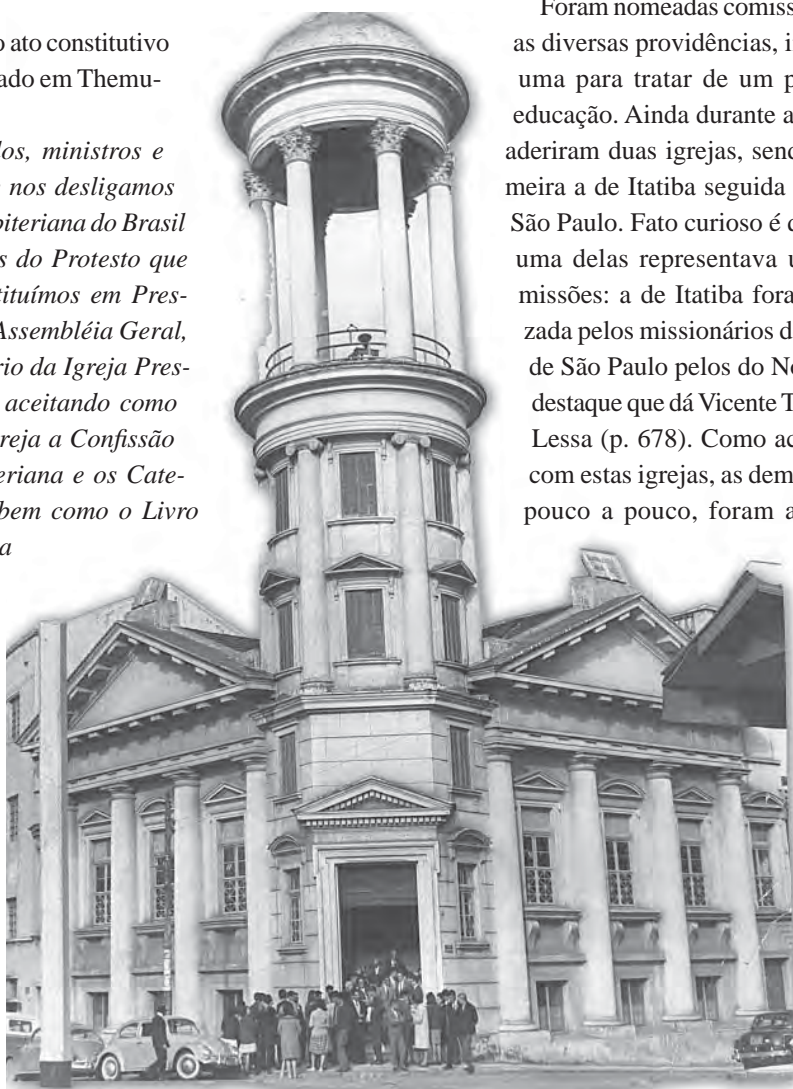 o ato constitutivo
ado em Themu-
los, ministros e
nos desligamos
biteriana do Brasil
s do Protesto que
tituímos em Pres-
Assembléia Geral,
rio da Igreja Pres-
aceitando como
reja a Confissão
eriana e os Cate-
bem como o Livro
a
Foram nomeadas comiss
as diversas providências, i
uma para tratar de um p
educação. Ainda durante a
aderiram duas igrejas, send
meira a de Itatiba seguida
São Paulo. Fato curioso é c
uma delas representava u
missões: a de Itatiba fora
zada pelos missionários d
de São Paulo pelos do No
destaque que dá Vicente T
Lessa (p. 678). Como ac
com estas igrejas, as dem
pouco a pouco, foram a